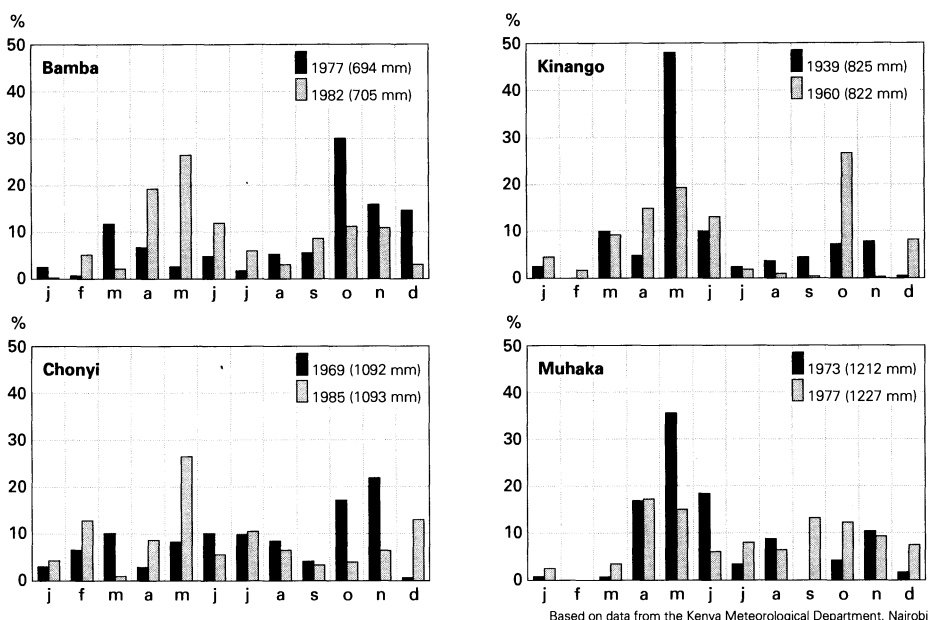 %
50
40
30
20
10
0
Bamba
1977 (694 mm)
1982 (705 mm)
j f m a m j j a s o n d
%
50
40
30
20
10
0
Kinango
1939 (825 mm)
1960 (822 mm)
j f m a m j j a s o n d
%
50
40
30
20
10
0
Chonyi
1969 (1092 mm)
1985 (1093 mm)
j f m a m j j a s o n d
%
50
40
30
20
10
0
Muhaka
1973 (1212 mm)
1977 (1227 mm)
j f m a m j j a s o n d
Based on data from the Kenya Meteorological Department, Nairobi